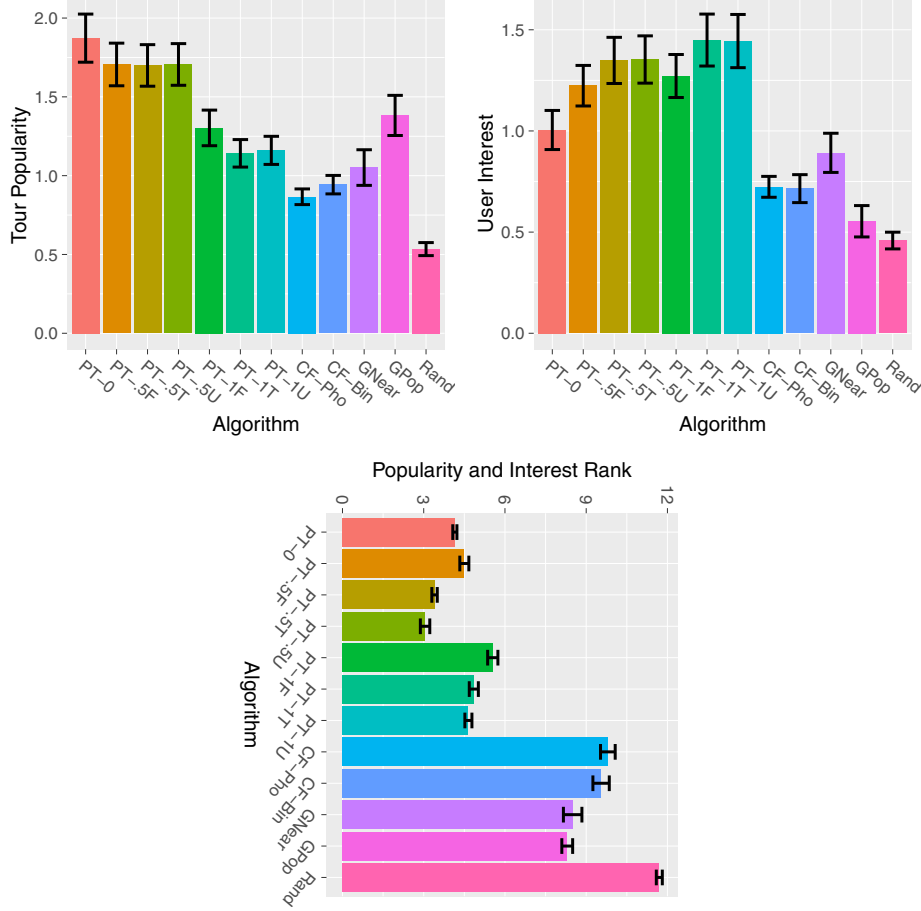 Tour Popularity
2.0
1.5
1.0
0.5
0.0
PT−0
PT−.5F
PT−.5T
PT−.5U
PT−1F
PT−1T
PT−1U
CF−Pho
CF−Bin
GNear
GPop
Rand
Algorithm
User Interest
1.5
1.0
0.5
0.0
PT−0
PT−.5F
PT−.5T
PT−.5U
PT−1F
PT−1T
PT−1U
CF−Pho
CF−Bin
GNear
GPop
Rand
Algorithm
Popularity and Interest Rank
0
3
6
9
12
PT−0
PT−.5F
PT−.5T
PT−.5U
PT−1F
PT−1T
PT−1U
CF−Pho
CF−Bin
GNear
GPop
Rand
Algorithm